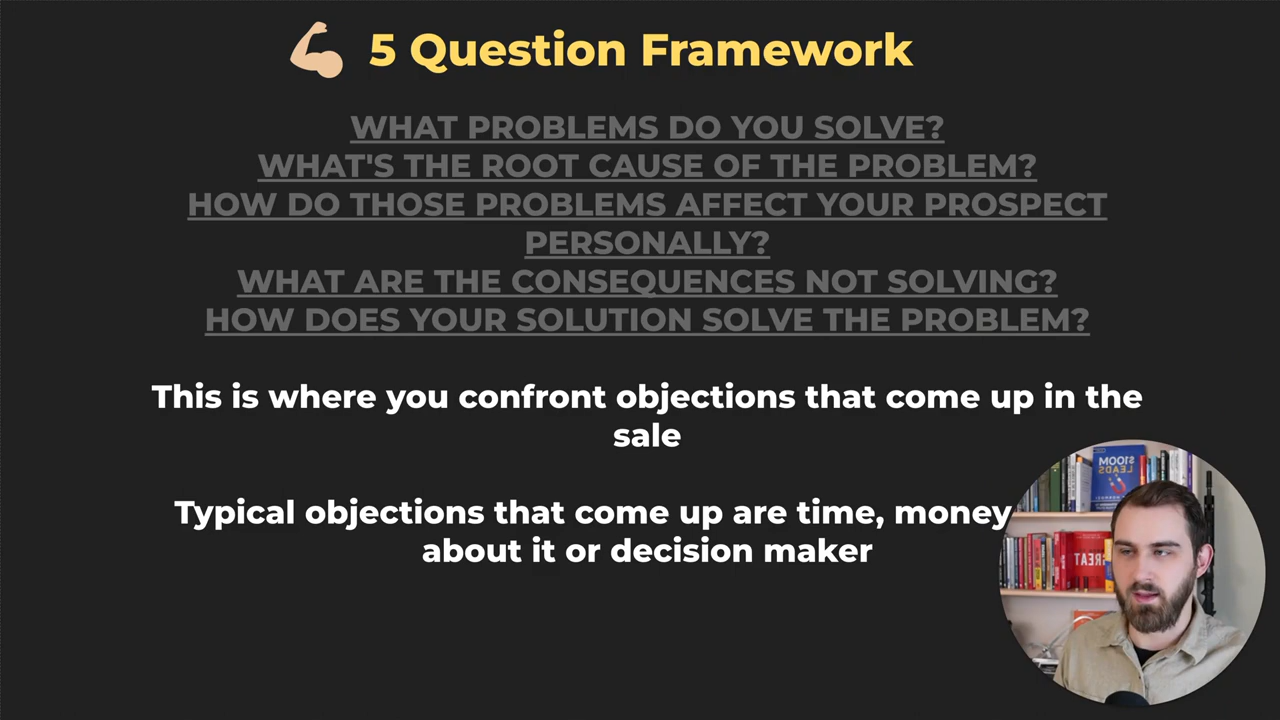 5 Question Framework
WHAT PROBLEMS DO YOU SOLVE?
WHAT'S THE ROOT CAUSE OF THE PROBLEM?
HOW DO THOSE PROBLEMS AFFECT YOUR PROSPECT
PERSONALLY?
WHAT ARE THE CONSEQUENCES NOT SOLVING?
HOW DOES YOUR SOLUTION SOLVE THE PROBLEM?
This is where you confront objections that come up in the
sale
Typical objections that come up are time, money
about it or decision maker
$100M
LEADS
GREAT